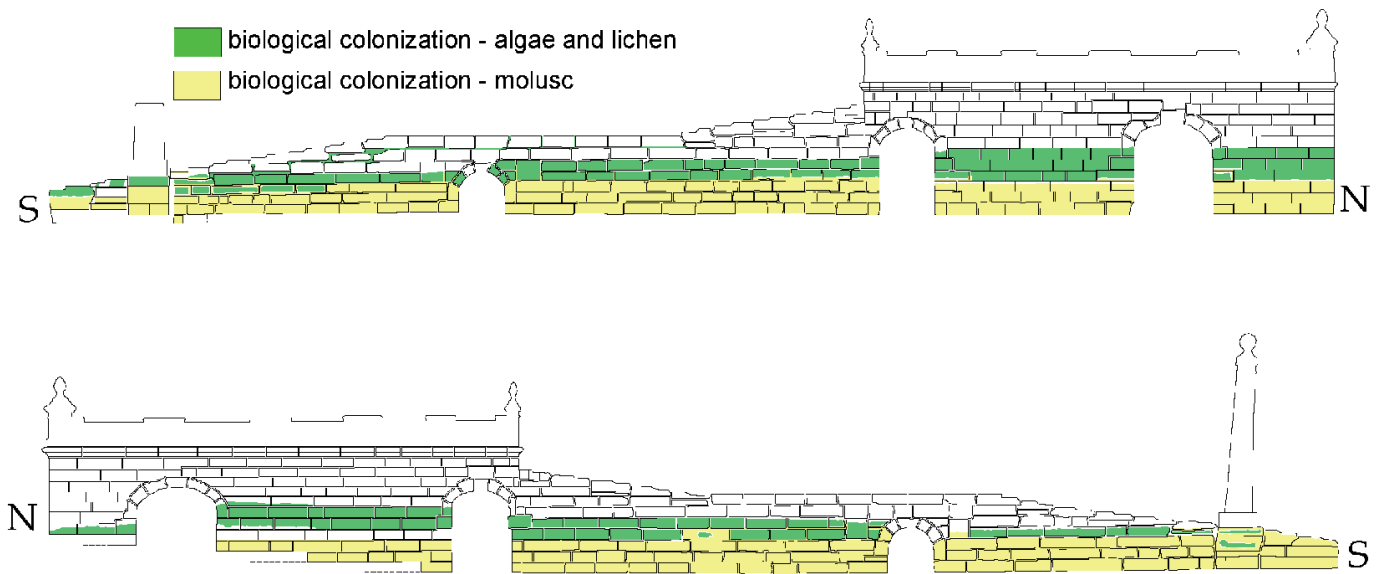 biological colonization - algae and lichen
biological colonization - molusc
S
N
N
S